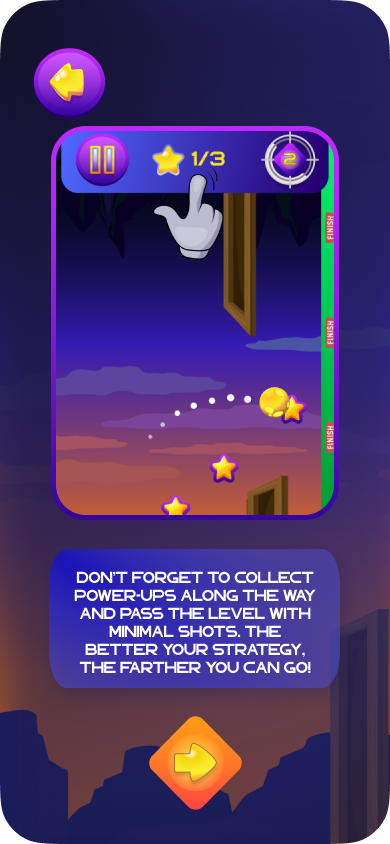 1/3
2
FINISH
FINISH
FINISH
DON'T FORGET TO COLLECT
POWER-UPS ALONG THE WAY
AND PASS THE LEVEL WITH
MINIMAL SHOTS. THE
BETTER YOUR STRATEGY,
THE FARTHER YOU CAN GO!